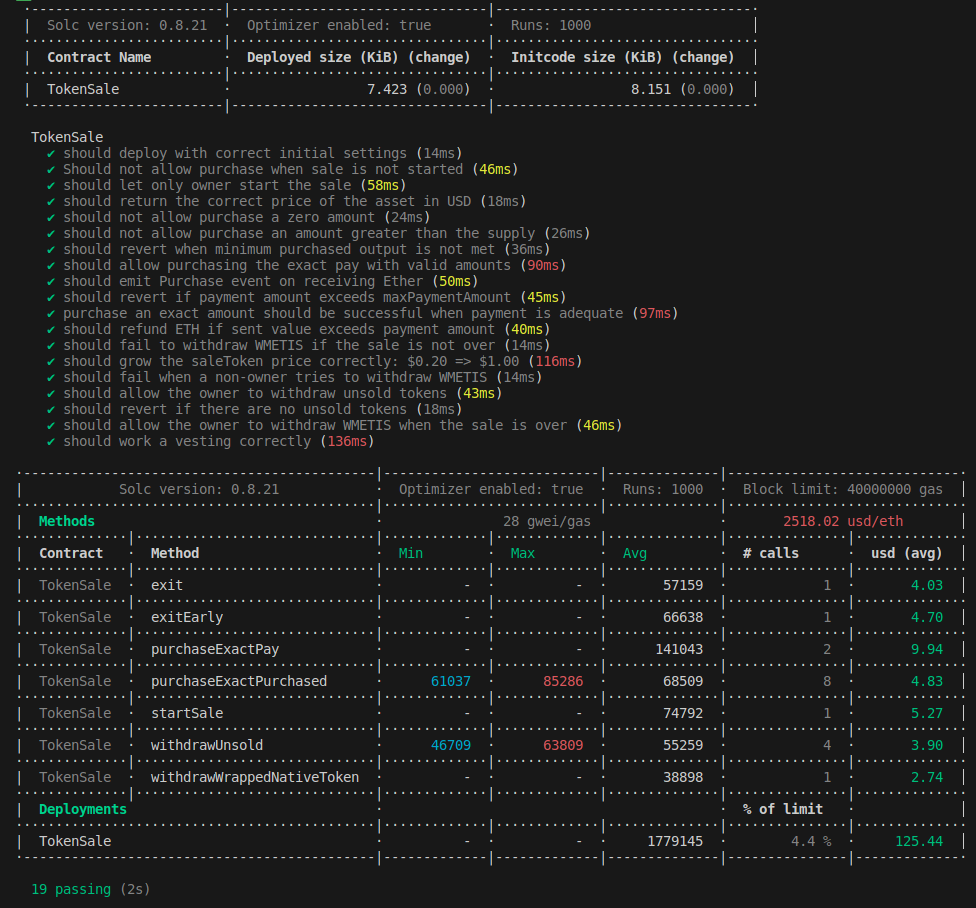 Solc version: 0.8.21 · Optimizer enabled: true · Runs: 1000
Contract Name · Deployed size (KiB) (change) · Initcode size (KiB) (change)
TokenSale · 7.423 (0.000) · 8.151 (0.000)
TokenSale
✔ should deploy with correct initial settings (14ms)
✔ Should not allow purchase when sale is not started (46ms)
✔ should let only owner start the sale (58ms)
✔ should return the correct price of the asset in USD (18ms)
✔ should not allow purchase a zero amount (24ms)
✔ should not allow purchase an amount greater than the supply (26ms)
✔ should revert when minimum purchased output is not met (36ms)
✔ should allow purchasing the exact pay with valid amounts (90ms)
✔ should emit Purchase event on receiving Ether (50ms)
✔ should revert if payment amount exceeds maxPaymentAmount (45ms)
✔ purchase an exact amount should be successful when payment is adequate (97ms)
✔ should refund ETH if sent value exceeds payment amount (40ms)
✔ should fail to withdraw WMETIS if the sale is not over (14ms)
✔ should grow the saleToken price correctly: $0.20 => $1.00 (116ms)
✔ should fail when a non-owner tries to withdraw WMETIS (14ms)
✔ should allow the owner to withdraw unsold tokens (43ms)
✔ should revert if there are no unsold tokens (18ms)
✔ should allow the owner to withdraw WMETIS when the sale is over (46ms)
✔ should work a vesting correctly (136ms)
Solc version: 0.8.21 · Optimizer enabled: true · Runs: 1000 · Block limit: 40000000 gas
Methods · 28 gwei/gas · 2518.02 usd/eth
Contract · Method · Min · Max · Avg · # calls · usd (avg)
TokenSale · exit · - · - · 57159 · 1 · 4.03
TokenSale · exitEarly · - · - · 66638 · 1 · 4.70
TokenSale · purchaseExactPay · - · - · 141043 · 2 · 9.94
TokenSale · purchaseExactPurchased · 61037 · 85286 · 68509 · 8 · 4.83
TokenSale · startSale · - · - · 74792 · 1 · 5.27
TokenSale · withdrawUnsold · 46709 · 63809 · 55259 · 4 · 3.90
TokenSale · withdrawWrappedNativeToken · - · - · 38898 · 1 · 2.74
Deployments · % of limit ·
TokenSale · - · - · 1779145 · 4.4 % · 125.44
19 passing (2s)